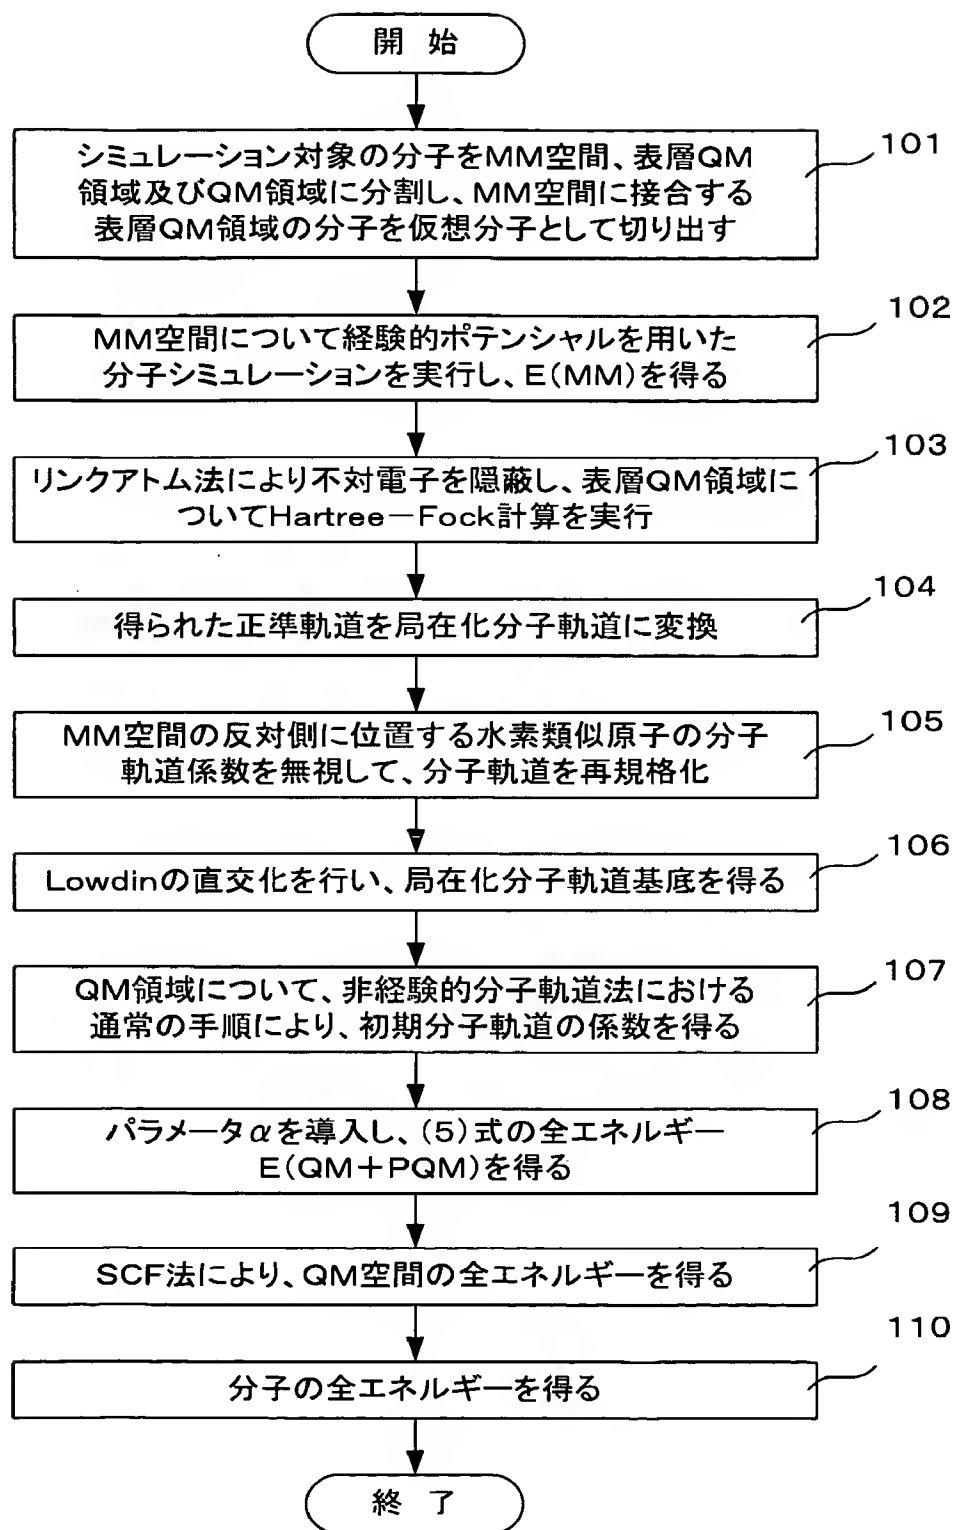 開 始
101
シミュレーション対象の分子をMM空間、表層QM
領域及びQM領域に分割し、MM空間に接合する
表層QM領域の分子を仮想分子として切り出す
102
MM空間について経験的ポテンシャルを用いた
分子シミュレーションを実行し、E(MM)を得る
103
リンクアトム法により不対電子を隠蔽し、表層QM領域に
ついてHartree－Fock計算を実行
104
得られた正準軌道を局在化分子軌道に変換
105
MM空間の反対側に位置する水素類似原子の分子
軌道係数を無視して、分子軌道を再規格化
106
Lowdinの直交化を行い、局在化分子軌道基底を得る
107
QM領域について、非経験的分子軌道法における
通常の手順により、初期分子軌道の係数を得る
108
パラメータαを導入し、(5)式の全エネルギー
E(QM＋PQM)を得る
109
SCF法により、QM空間の全エネルギーを得る
110
分子の全エネルギーを得る
終 了